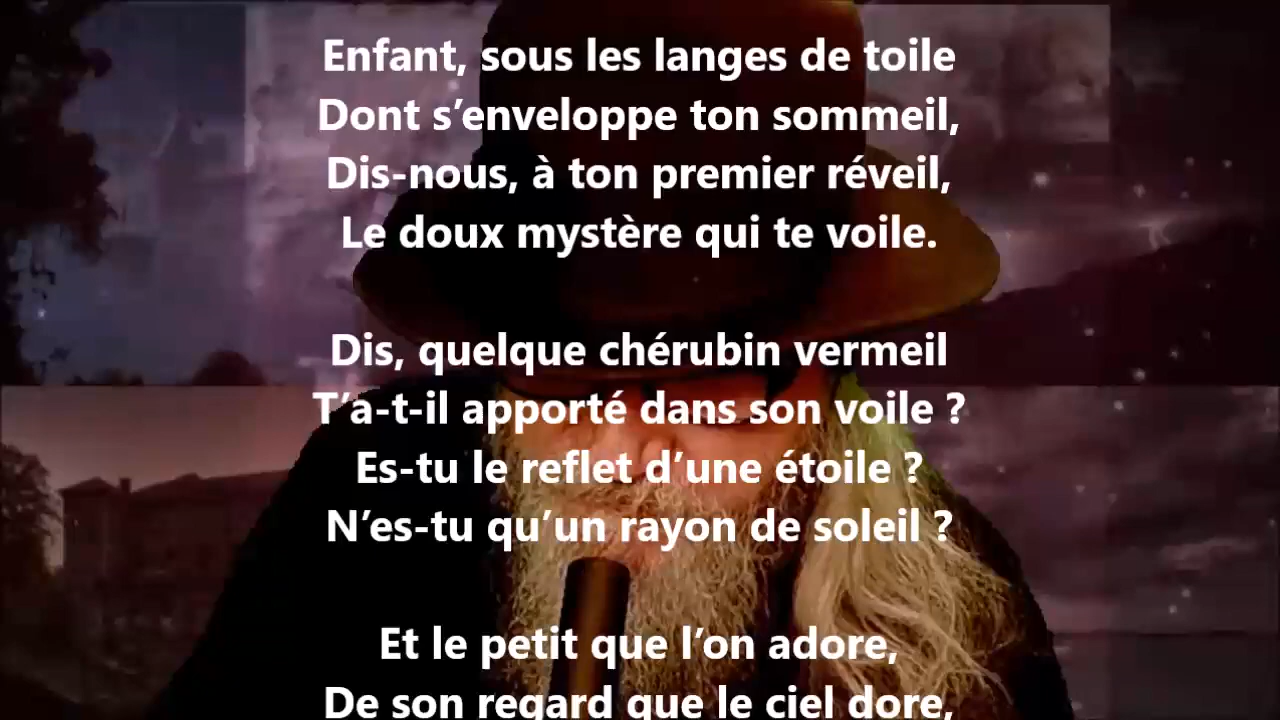 Enfant, sous les langes de toile
Dont s’enveloppe ton sommeil,
Dis-nous, à ton premier réveil,
Le doux mystère qui te voile.
Dis, quelque chérubin vermeil
T’a-t-il apporté dans son voile ?
Es-tu le reflet d’une étoile ?
N’es-tu qu’un rayon de soleil ?
Et le petit que l’on adore,
De son regard que le ciel dore,